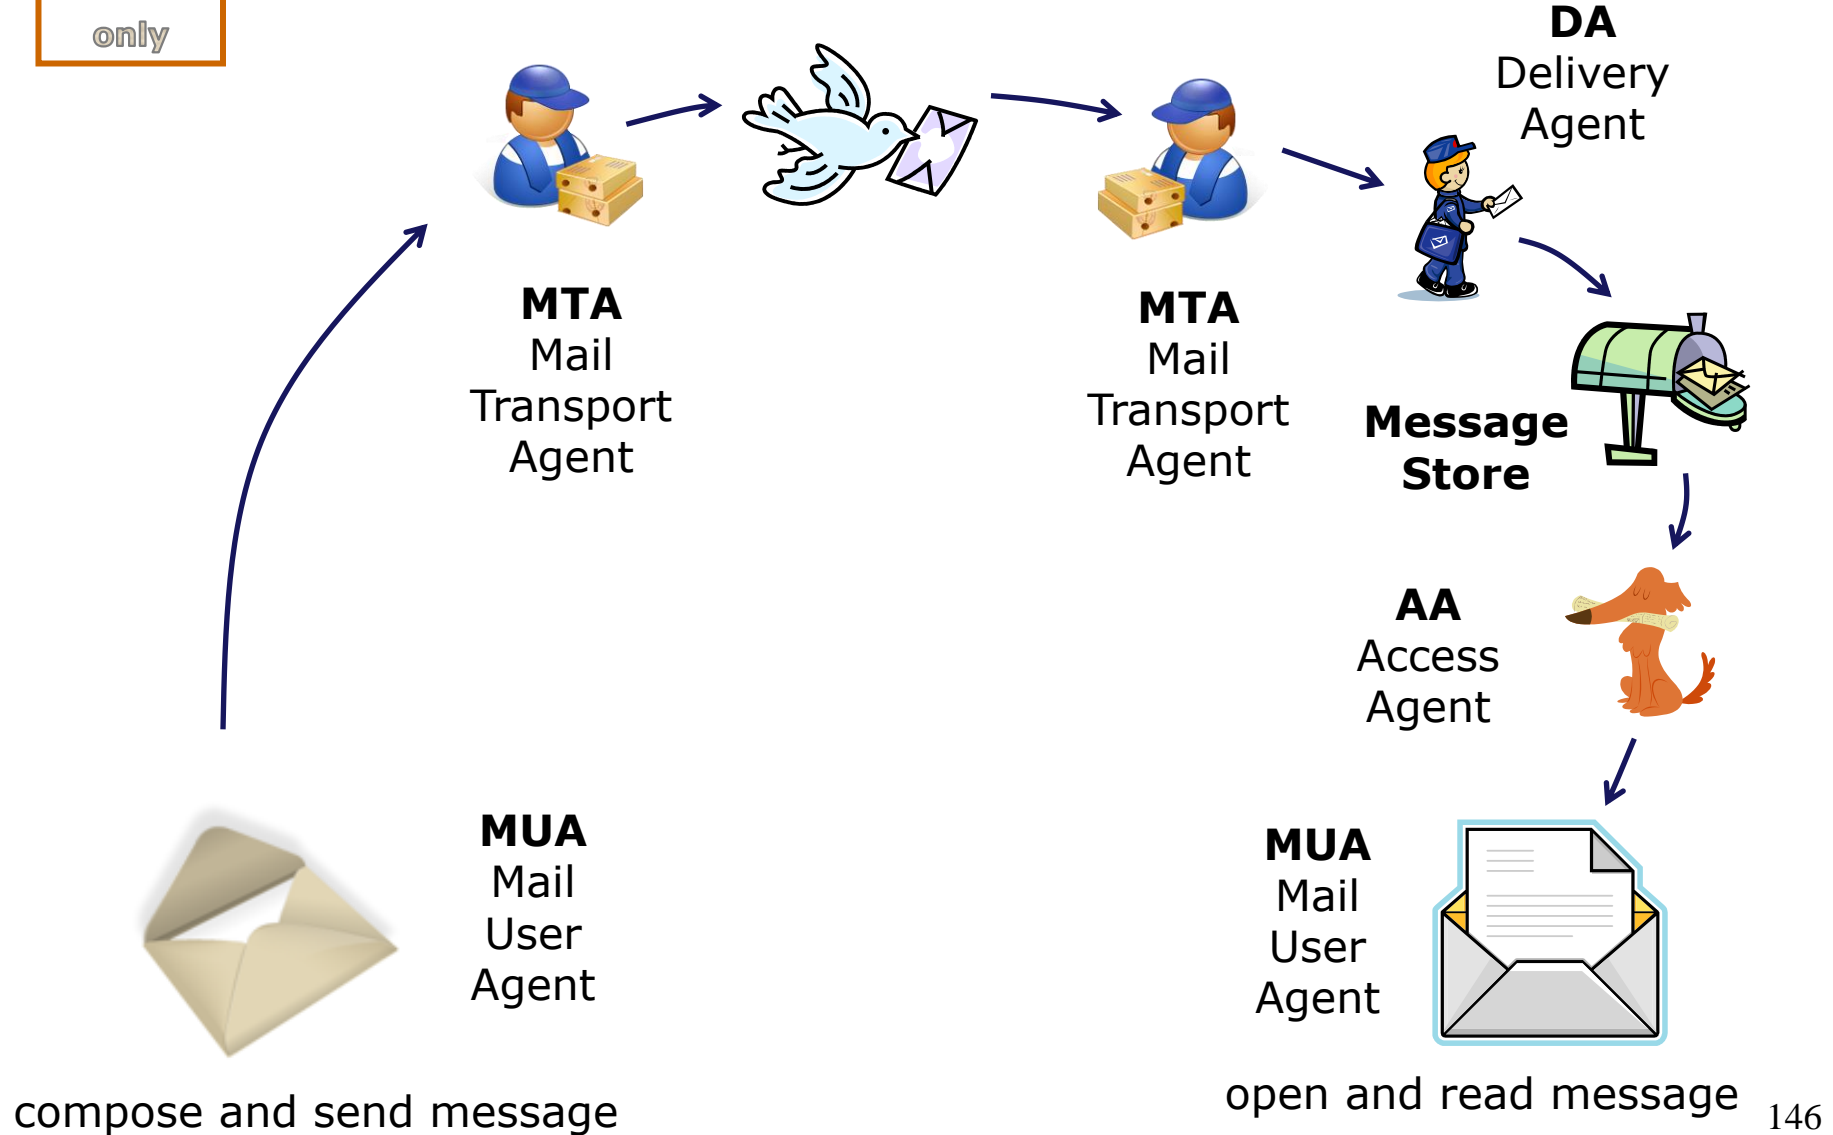 only
DA
Delivery
Agent
MTA
Mail
Transport
Agent
MTA
Mail
Transport
Agent
Message
Store
AA
Access
Agent
MUA
Mail
User
Agent
MUA
Mail
User
Agent
compose and send message
open and read message
146